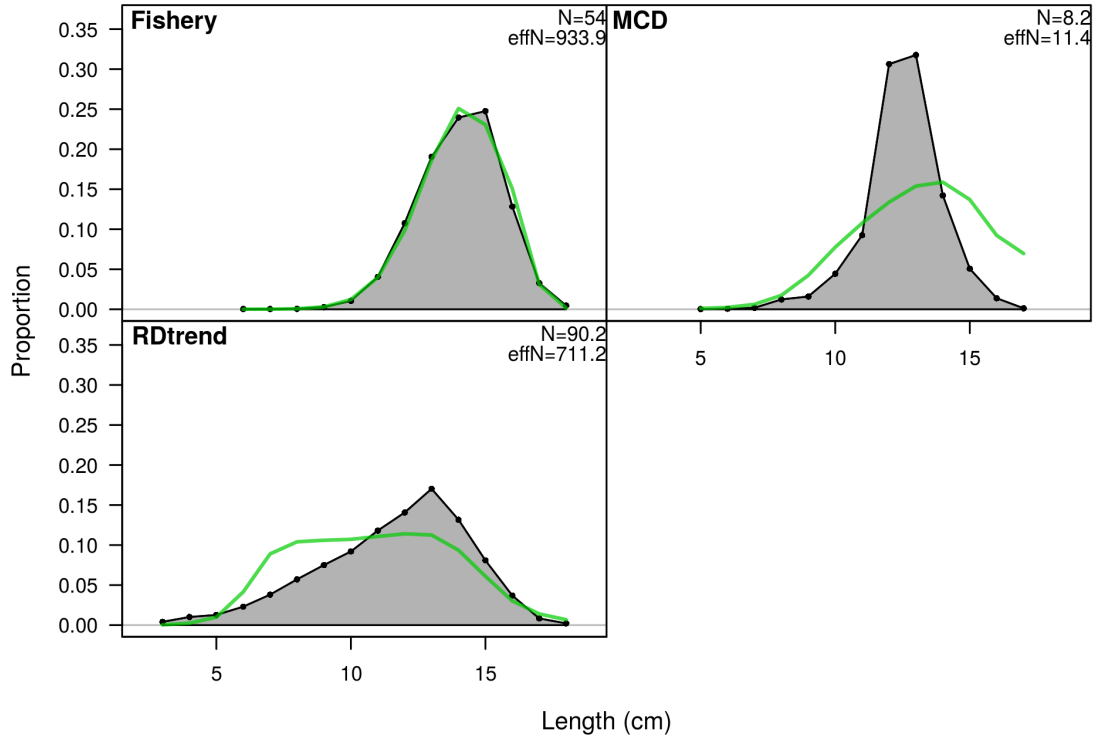 Fishery
N=54
effN=933.9
MCD
N=8.2
effN=11.4
0.35
0.30
0.25
0.20
0.15
0.10
0.05
0.00
5
10
15
RDtrend
N=90.2
effN=711.2
0.35
0.30
0.25
0.20
0.15
0.10
0.05
0.00
5
10
15
Proportion
Length (cm)